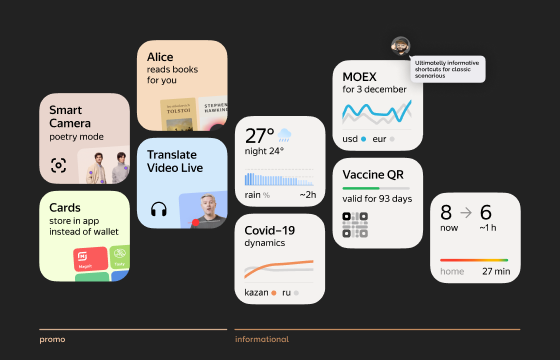 Alice
reads books
for you
TOLSTOI
STEPHEN
HAWKING
Smart
Camera
poetry mode
Translate
Video Live
Cards
store in app
instead of wallet
Ultimatelly informative
shortcuts for classic
scenarious
MOEX
for 3 december
usd
eur
27°
night 24°
rain %
~2h
Vaccine QR
valid for 93 days
Covid–19
dynamics
kazan
ru
8 → 6
now
~1 h
home
27 min
promo
informational